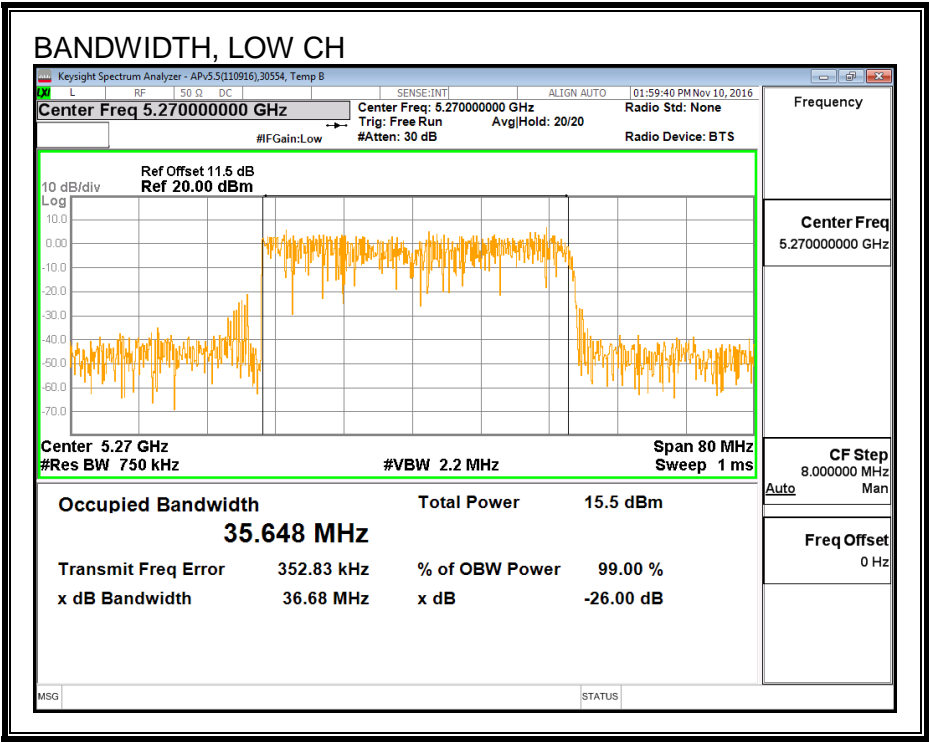 BANDWIDTH, LOW CH
Keysight Spectrum Analyzer - APv5.5(110916),30554, Temp B
LXI L RF 50 Ω DC SENSE:INT ALIGN AUTO 01:59:40 PM Nov 10, 2016
Center Freq 5.270000000 GHz
Center Freq: 5.270000000 GHz
Radio Std: None
Trig: Free Run
Avg|Hold: 20/20
#IFGain:Low
#Atten: 30 dB
Radio Device: BTS
Ref Offset 11.5 dB
10 dB/div
Ref 20.00 dBm
Log
10.0
0.00
-10.0
-20.0
-30.0
-40.0
-50.0
-60.0
-70.0
Center 5.27 GHz
Span 80 MHz
#Res BW 750 kHz
#VBW 2.2 MHz
Sweep 1 ms
Occupied Bandwidth
35.648 MHz
Total Power 15.5 dBm
Transmit Freq Error 352.83 kHz
% of OBW Power 99.00 %
x dB Bandwidth 36.68 MHz
x dB -26.00 dB
MSG
STATUS
Frequency
Center Freq
5.270000000 GHz
CF Step
8.000000 MHz
Auto Man
Freq Offset
0 Hz